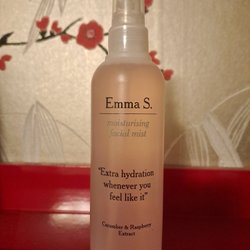 Emma S.
moisturising
facial mist
"Extra hydration
whenever you
feel like it"
Cucumber & Raspberry
Extract